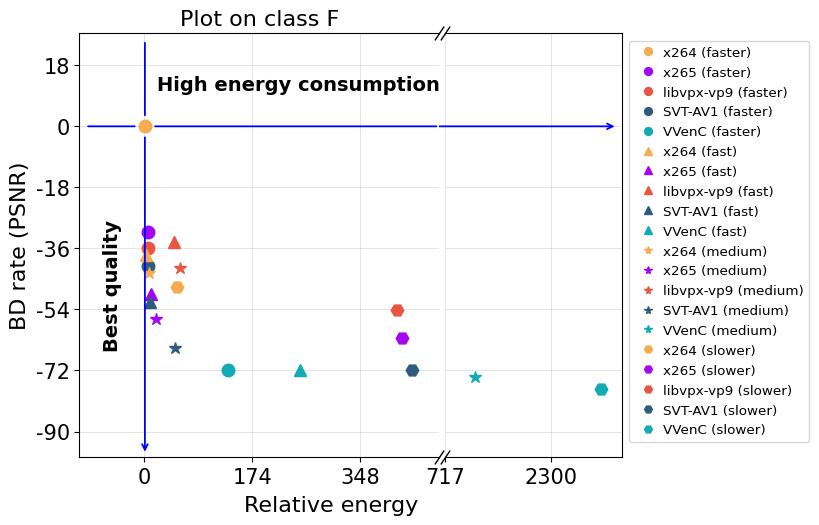 Plot on class F
18
0
-18
-36
-54
-72
-90
BD rate (PSNR)
High energy consumption
Best quality
0
174
348
717
2300
Relative energy
x264 (faster)
x265 (faster)
libvpx-vp9 (faster)
SVT-AV1 (faster)
VVenC (faster)
x264 (fast)
x265 (fast)
libvpx-vp9 (fast)
SVT-AV1 (fast)
VVenC (fast)
x264 (medium)
x265 (medium)
libvpx-vp9 (medium)
SVT-AV1 (medium)
VVenC (medium)
x264 (slower)
x265 (slower)
libvpx-vp9 (slower)
SVT-AV1 (slower)
VVenC (slower)